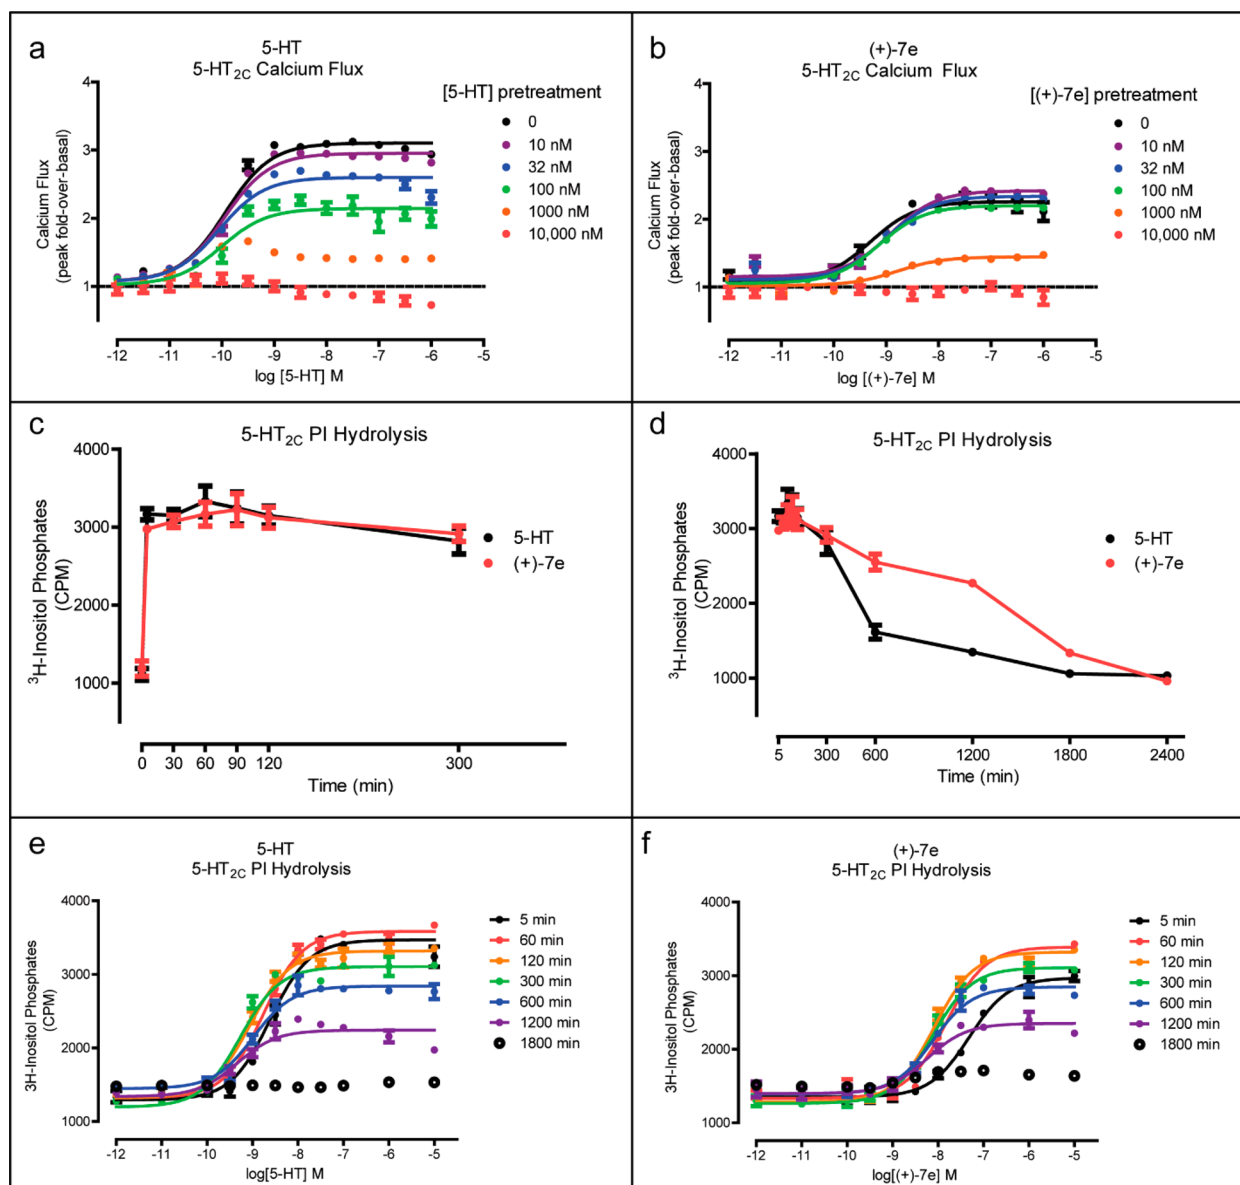 a
5-HT
5-HT2C Calcium Flux
[5-HT] pretreatment
0
10 nM
32 nM
100 nM
1000 nM
10,000 nM
Calcium Flux
(peak fold-over-basal)
4
3
2
1
-12 -11 -10 -9 -8 -7 -6 -5
log [5-HT] M
b
(+)-7e
5-HT2C Calcium Flux
[(+)-7e] pretreatment
0
10 nM
32 nM
100 nM
1000 nM
10,000 nM
Calcium Flux
(peak fold-over-basal)
4
3
2
1
-12 -11 -10 -9 -8 -7 -6 -5
log [(+)-7e] M
c
5-HT2C PI Hydrolysis
5-HT
(+)-7e
3H-Inositol Phosphates
(CPM)
4000
3000
2000
1000
0 30 60 90 120 300
Time (min)
d
5-HT2C PI Hydrolysis
5-HT
(+)-7e
3H-Inositol Phosphates
(CPM)
4000
3000
2000
1000
5 300 600 1200 1800 2400
Time (min)
e
5-HT
5-HT2C PI Hydrolysis
5 min
60 min
120 min
300 min
600 min
1200 min
1800 min
3H-Inositol Phosphates
(CPM)
4000
3000
2000
1000
-12 -11 -10 -9 -8 -7 -6 -5
log[5-HT] M
f
(+)-7e
5-HT2C PI Hydrolysis
5 min
60 min
120 min
300 min
600 min
1200 min
1800 min
3H-Inositol Phosphates
(CPM)
4000
3000
2000
1000
-12 -11 -10 -9 -8 -7 -6 -5
log[(+)-7e] M